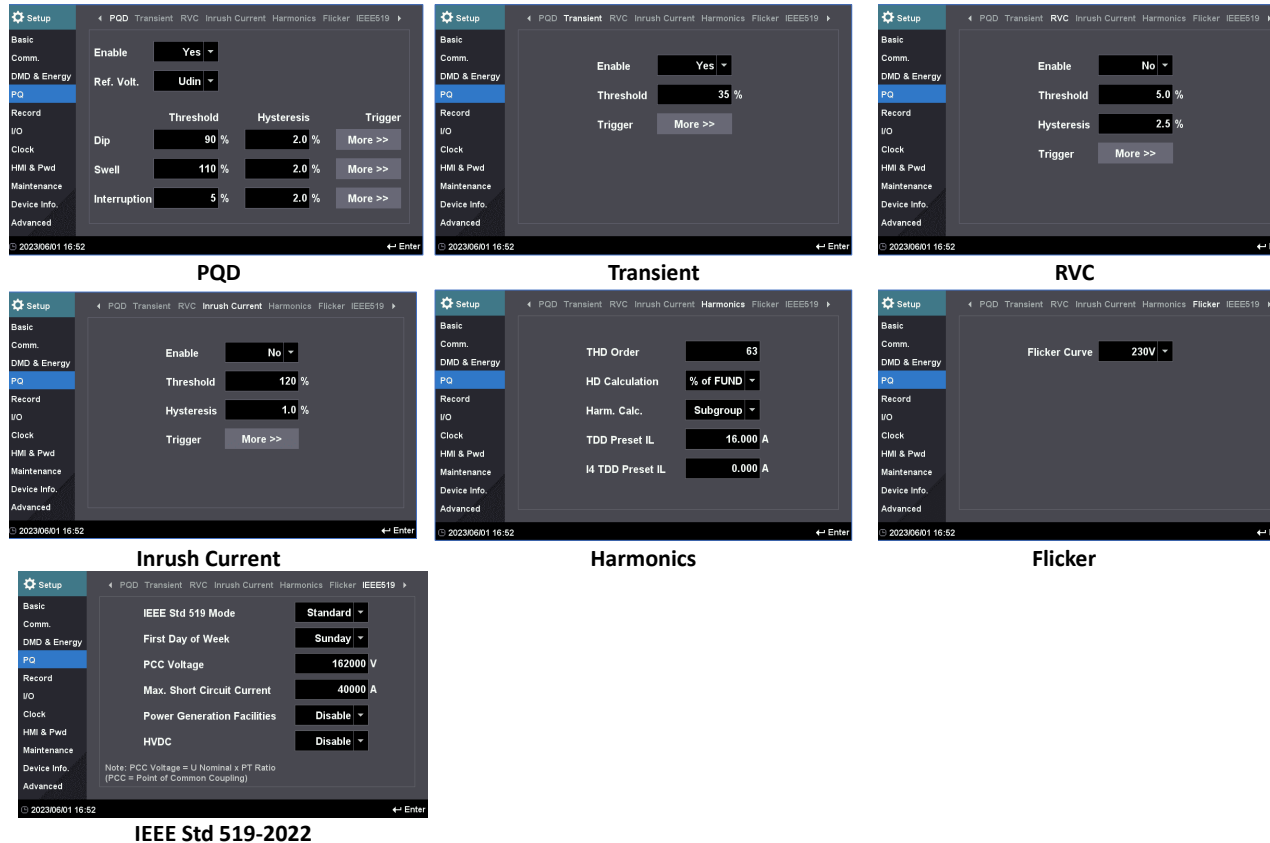 Setup
PQD Transient RVC Inrush Current Harmonics Flicker IEEE519
Basic
Comm.
DMD & Energy
PQ
Record
I/O
Clock
HMI & Pwd
Maintenance
Device Info.
Advanced
Enable Yes
Ref. Volt. Udin
Threshold Hysteresis Trigger
Dip 90 % 2.0 % More >>
Swell 110 % 2.0 % More >>
Interruption 5 % 2.0 % More >>
2023/06/01 16:52 Enter
PQD
Setup
PQD Transient RVC Inrush Current Harmonics Flicker IEEE519
Basic
Comm.
DMD & Energy
PQ
Record
I/O
Clock
HMI & Pwd
Maintenance
Device Info.
Advanced
Enable Yes
Threshold 35 %
Trigger More >>
2023/06/01 16:52 Enter
Transient
Setup
PQD Transient RVC Inrush Current Harmonics Flicker IEEE519
Basic
Comm.
DMD & Energy
PQ
Record
I/O
Clock
HMI & Pwd
Maintenance
Device Info.
Advanced
Enable No
Threshold 5.0 %
Hysteresis 2.5 %
Trigger More >>
2023/06/01 16:52
RVC
Setup
PQD Transient RVC Inrush Current Harmonics Flicker IEEE519
Basic
Comm.
DMD & Energy
PQ
Record
I/O
Clock
HMI & Pwd
Maintenance
Device Info.
Advanced
Enable No
Threshold 120 %
Hysteresis 1.0 %
Trigger More >>
2023/06/01 16:52 Enter
Inrush Current
Setup
PQD Transient RVC Inrush Current Harmonics Flicker IEEE519
Basic
Comm.
DMD & Energy
PQ
Record
I/O
Clock
HMI & Pwd
Maintenance
Device Info.
Advanced
THD Order 63
HD Calculation % of FUND
Harm. Calc. Subgroup
TDD Preset IL 16.000 A
I4 TDD Preset IL 0.000 A
2023/06/01 16:52 Enter
Harmonics
Setup
PQD Transient RVC Inrush Current Harmonics Flicker IEEE519
Basic
Comm.
DMD & Energy
PQ
Record
I/O
Clock
HMI & Pwd
Maintenance
Device Info.
Advanced
Flicker Curve 230V
2023/06/01 16:52
Flicker
Setup
PQD Transient RVC Inrush Current Harmonics Flicker IEEE519
Basic
Comm.
DMD & Energy
PQ
Record
I/O
Clock
HMI & Pwd
Maintenance
Device Info.
Advanced
IEEE Std 519 Mode Standard
First Day of Week Sunday
PCC Voltage 162000 V
Max. Short Circuit Current 40000 A
Power Generation Facilities Disable
HVDC Disable
Note: PCC Voltage = U Nominal x PT Ratio
(PCC = Point of Common Coupling)
2023/06/01 16:52 Enter
IEEE Std 519-2022